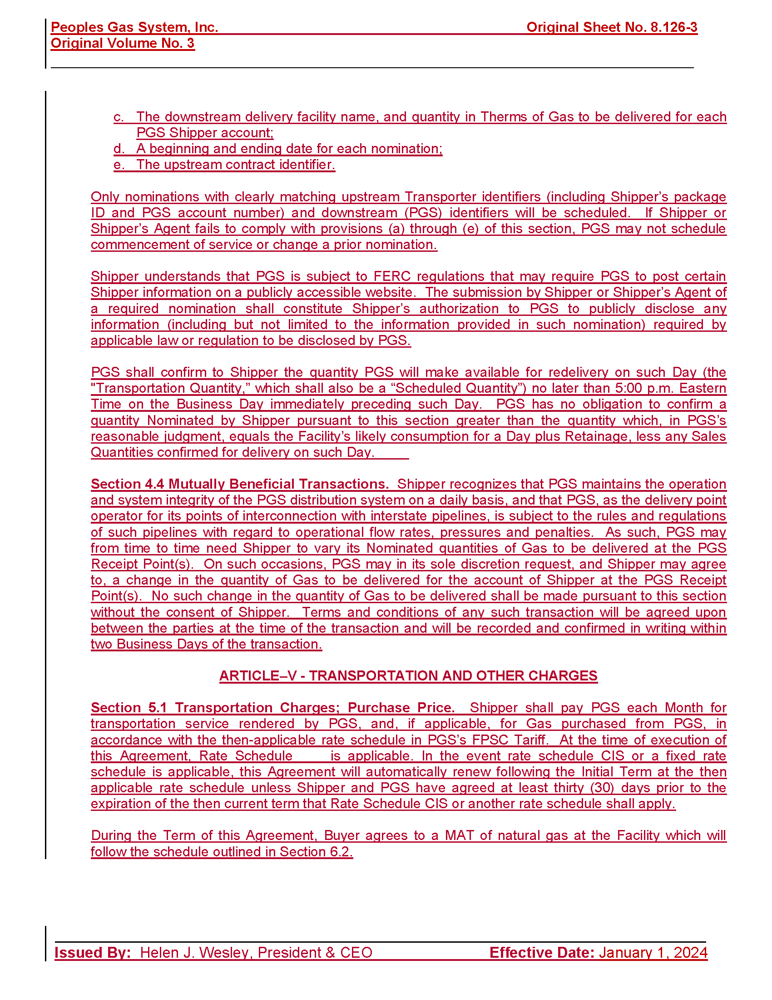 Peoples Gas System, Inc. Original Sheet No. 8.126-3
Original Volume No. 3
c. The downstream delivery facility name, and quantity in Therms of Gas to be delivered for each
PGS Shipper account;
d. A beginning and ending date for each nomination;
e. The upstream contract identifier.
Only nominations with clearly matching upstream Transporter identifiers (including Shipper’s package
ID and PGS account number) and downstream (PGS) identifiers will be scheduled. If Shipper or
Shipper’s Agent fails to comply with provisions (a) through (e) of this section, PGS may not schedule
commencement of service or change a prior nomination.
Shipper understands that PGS is subject to FERC regulations that may require PGS to post certain
Shipper information on a publicly accessible website. The submission by Shipper or Shipper’s Agent of
a required nomination shall constitute Shipper’s authorization to PGS to publicly disclose any
information (including but not limited to the information provided in such nomination) required by
applicable law or regulation to be disclosed by PGS.
PGS shall confirm to Shipper the quantity PGS will make available for redelivery on such Day (the
"Transportation Quantity,” which shall also be a “Scheduled Quantity”) no later than 5:00 p.m. Eastern
Time on the Business Day immediately preceding such Day. PGS has no obligation to confirm a
quantity Nominated by Shipper pursuant to this section greater than the quantity which, in PGS’s
reasonable judgment, equals the Facility’s likely consumption for a Day plus Retainage, less any Sales
Quantities confirmed for delivery on such Day.
Section 4.4 Mutually Beneficial Transactions. Shipper recognizes that PGS maintains the operation
and system integrity of the PGS distribution system on a daily basis, and that PGS, as the delivery point
operator for its points of interconnection with interstate pipelines, is subject to the rules and regulations
of such pipelines with regard to operational flow rates, pressures and penalties. As such, PGS may
from time to time need Shipper to vary its Nominated quantities of Gas to be delivered at the PGS
Receipt Point(s). On such occasions, PGS may in its sole discretion request, and Shipper may agree
to, a change in the quantity of Gas to be delivered for the account of Shipper at the PGS Receipt
Point(s). No such change in the quantity of Gas to be delivered shall be made pursuant to this section
without the consent of Shipper. Terms and conditions of any such transaction will be agreed upon
between the parties at the time of the transaction and will be recorded and confirmed in writing within
two Business Days of the transaction.
ARTICLE–V - TRANSPORTATION AND OTHER CHARGES
Section 5.1 Transportation Charges; Purchase Price. Shipper shall pay PGS each Month for
transportation service rendered by PGS, and, if applicable, for Gas purchased from PGS, in
accordance with the then-applicable rate schedule in PGS’s FPSC Tariff. At the time of execution of
this Agreement, Rate Schedule is applicable. In the event rate schedule CIS or a fixed rate
schedule is applicable, this Agreement will automatically renew following the Initial Term at the then
applicable rate schedule unless Shipper and PGS have agreed at least thirty (30) days prior to the
expiration of the then current term that Rate Schedule CIS or another rate schedule shall apply.
During the Term of this Agreement, Buyer agrees to a MAT of natural gas at the Facility which will
follow the schedule outlined in Section 6.2.
Issued By: Helen J. Wesley, President & CEO Effective Date: January 1, 2024